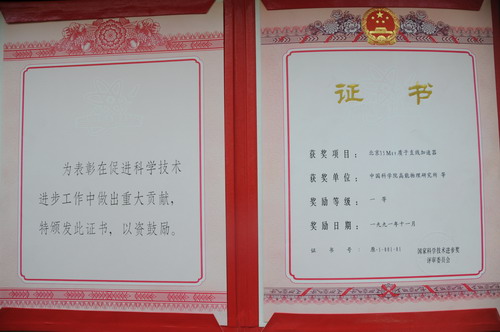 为表彰在促进科学技术
进步工作中做出重大贡献，
特颁发此证书，以资鼓励。
证书
获奖项目：北京35Mev质子直线加速器
获奖单位：中国科学院高能物理研究所 等
奖励等级：一等
奖励日期：一九九一年十一月
证书号：
国家科学技术进步奖
评审委员会